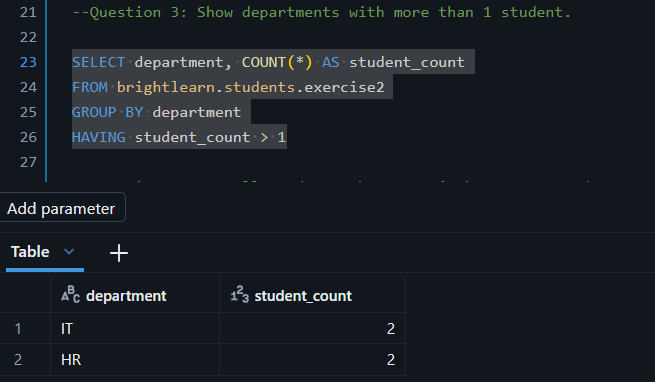 21 --Question 3: Show departments with more than 1 student.
22
23 SELECT department, COUNT(*) AS student_count
24 FROM brightlearn.students.exercise2
25 GROUP BY department
26 HAVING student_count > 1
27
Add parameter
Table +
ABC department 123 student_count
1 IT 2
2 HR 2